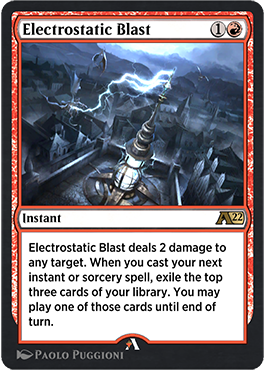 Electrostatic Blast 1
Instant A22
Electrostatic Blast deals 2 damage to
any target. When you cast your next
instant or sorcery spell, exile the top
three cards of your library. You may
play one of those cards until end of
turn.
Paolo Puggioni